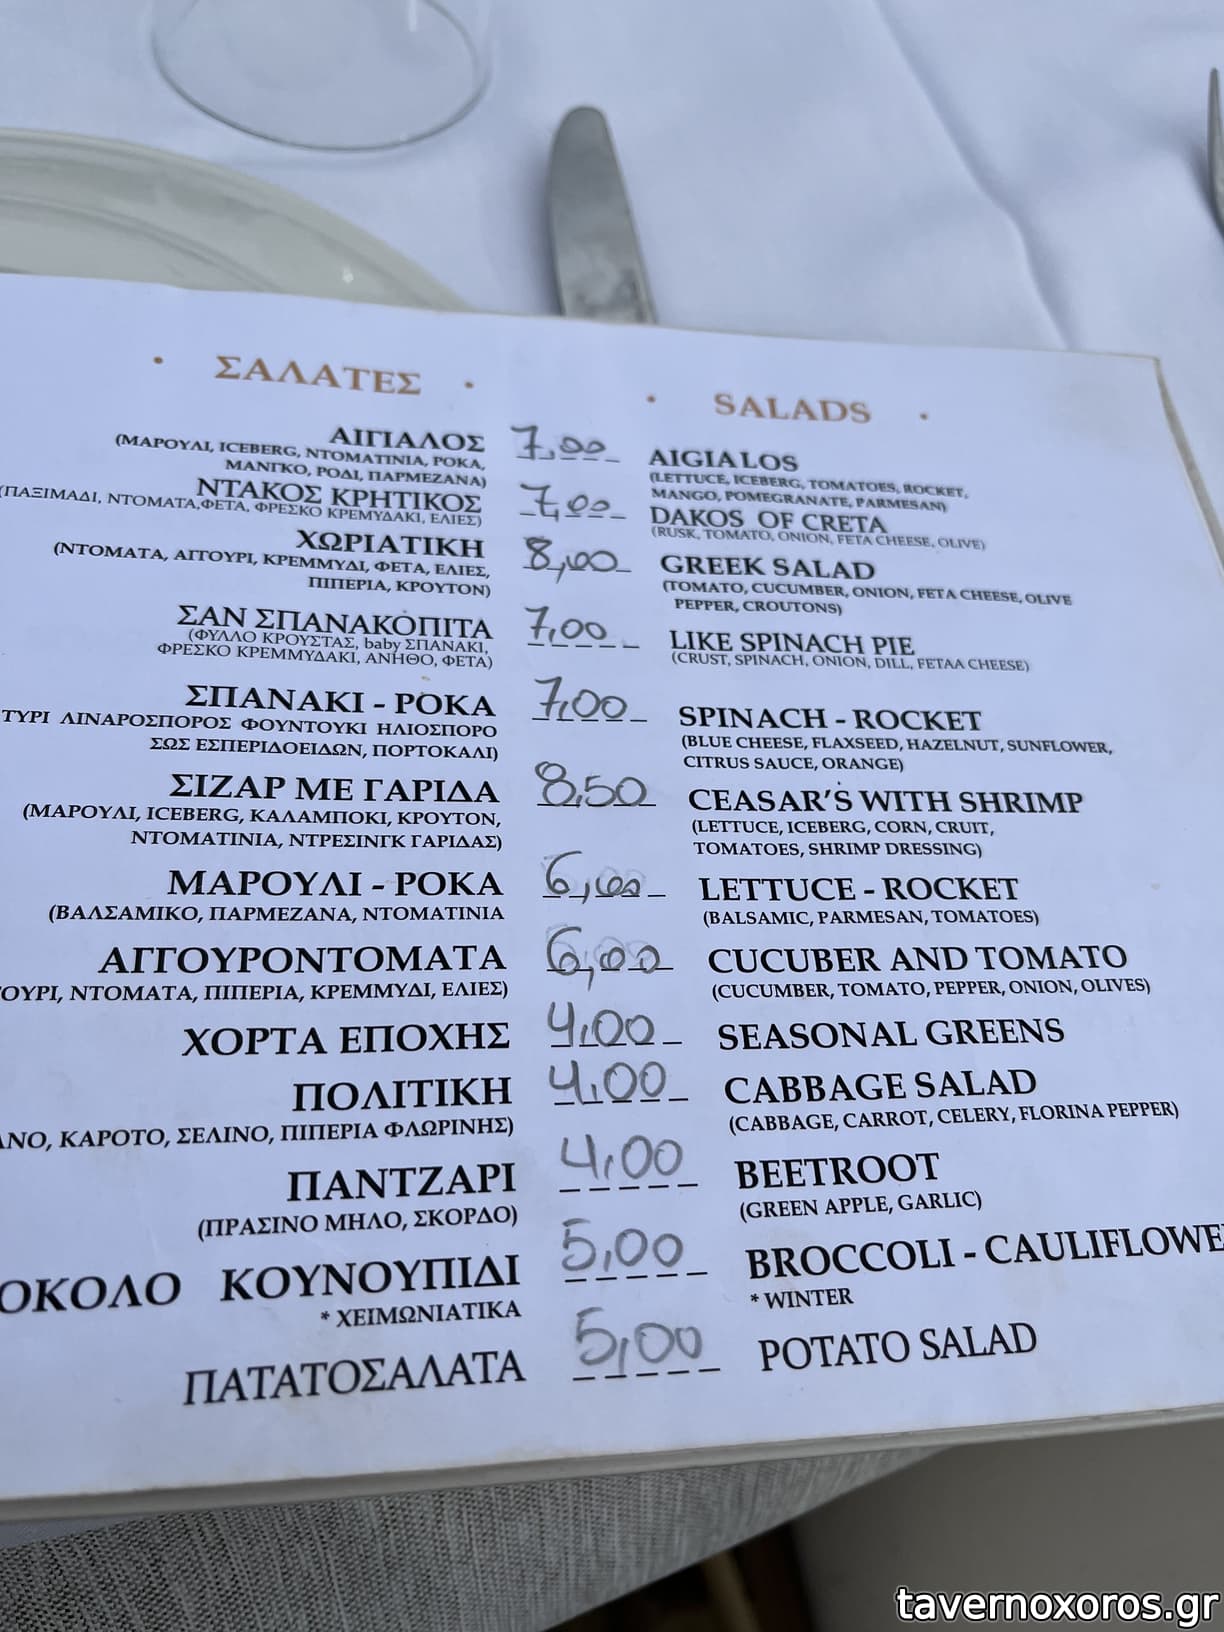 · ΣΑΛΑΤΕΣ ·
· SALADS ·
ΑΙΓΙΑΛΟΣ 7,00 AIGIALOS
(ΜΑΡΟΥΛΙ, ICEBERG, ΝΤΟΜΑΤΙΝΙΑ, ΡΟΚΑ, (LETTUCE, ICEBERG, TOMATOES, ROCKET,
ΜΑΝΓΚΟ, ΡΟΔΙ, ΠΑΡΜΕΖΑΝΑ) MANGO, POMEGRANATE, PARMESAN)
ΝΤΑΚΟΣ ΚΡΗΤΙΚΟΣ 7,00 DAKOS OF CRETA
(ΠΑΞΙΜΑΔΙ, ΝΤΟΜΑΤΑ,ΦΕΤΑ, ΦΡΕΣΚΟ ΚΡΕΜΥΔΑΚΙ, ΕΛΙΕΣ) (RUSK, TOMATO, ONION, FETA CHEESE, OLIVE)
ΧΩΡΙΑΤΙΚΗ 8,00 GREEK SALAD
(ΝΤΟΜΑΤΑ, ΑΓΓΟΥΡΙ, ΚΡΕΜΜΥΔΙ, ΦΕΤΑ, ΕΛΙΕΣ, (TOMATO, CUCUMBER, ONION, FETA CHEESE, OLIVE
ΠΙΠΕΡΙΑ, ΚΡΟΥΤΟΝ) PEPPER, CROUTONS)
ΣΑΝ ΣΠΑΝΑΚΟΠΙΤΑ 7,00 LIKE SPINACH PIE
(ΦΥΛΛΟ ΚΡΟΥΣΤΑΣ, baby ΣΠΑΝΑΚΙ, (CRUST, SPINACH, ONION, DILL, FETAA CHEESE)
ΦΡΕΣΚΟ ΚΡΕΜΜΥΔΑΚΙ, ΑΝΗΘΟ, ΦΕΤΑ)
ΣΠΑΝΑΚΙ - ΡΟΚΑ 7,00 SPINACH - ROCKET
ΤΥΡΙ ΛΙΝΑΡΟΣΠΟΡΟΣ ΦΟΥΝΤΟΥΚΙ ΗΛΙΟΣΠΟΡΟ (BLUE CHEESE, FLAXSEED, HAZELNUT, SUNFLOWER,
ΣΩΣ ΕΣΠΕΡΙΔΟΕΙΔΩΝ, ΠΟΡΤΟΚΑΛΙ) CITRUS SAUCE, ORANGE)
ΣΙΖΑΡ ΜΕ ΓΑΡΙΔΑ 8,50 CEASAR'S WITH SHRIMP
(ΜΑΡΟΥΛΙ, ICEBERG, ΚΑΛΑΜΠΟΚΙ, ΚΡΟΥΤΟΝ, (LETTUCE, ICEBERG, CORN, CRUIT,
ΝΤΟΜΑΤΙΝΙΑ, ΝΤΡΕΣΙΝΓΚ ΓΑΡΙΔΑΣ) TOMATOES, SHRIMP DRESSING)
ΜΑΡΟΥΛΙ - ΡΟΚΑ 6,00 LETTUCE - ROCKET
(ΒΑΛΣΑΜΙΚΟ, ΠΑΡΜΕΖΑΝΑ, ΝΤΟΜΑΤΙΝΙΑ (BALSAMIC, PARMESAN, TOMATOES)
ΑΓΓΟΥΡΟΝΤΟΜΑΤΑ 6,00 CUCUBER AND TOMATO
ΟΥΡΙ, ΝΤΟΜΑΤΑ, ΠΙΠΕΡΙΑ, ΚΡΕΜΜΥΔΙ, ΕΛΙΕΣ) (CUCUMBER, TOMATO, PEPPER, ONION, OLIVES)
ΧΟΡΤΑ ΕΠΟΧΗΣ 4,00 SEASONAL GREENS
ΠΟΛΙΤΙΚΗ 4,00 CABBAGE SALAD
ΑΝΟ, ΚΑΡΟΤΟ, ΣΕΛΙΝΟ, ΠΙΠΕΡΙΑ ΦΛΩΡΙΝΗΣ) (CABBAGE, CARROT, CELERY, FLORINA PEPPER)
ΠΑΝΤΖΑΡΙ 4,00 BEETROOT
(ΠΡΑΣΙΝΟ ΜΗΛΟ, ΣΚΟΡΔΟ) (GREEN APPLE, GARLIC)
ΟΚΟΛΟ ΚΟΥΝΟΥΠΙΔΙ 5,00 BROCCOLI - CAULIFLOWE
* ΧΕΙΜΩΝΙΑΤΙΚΑ * WINTER
ΠΑΤΑΤΟΣΑΛΑΤΑ 5,00 POTATO SALAD
tavernoxoros.gr